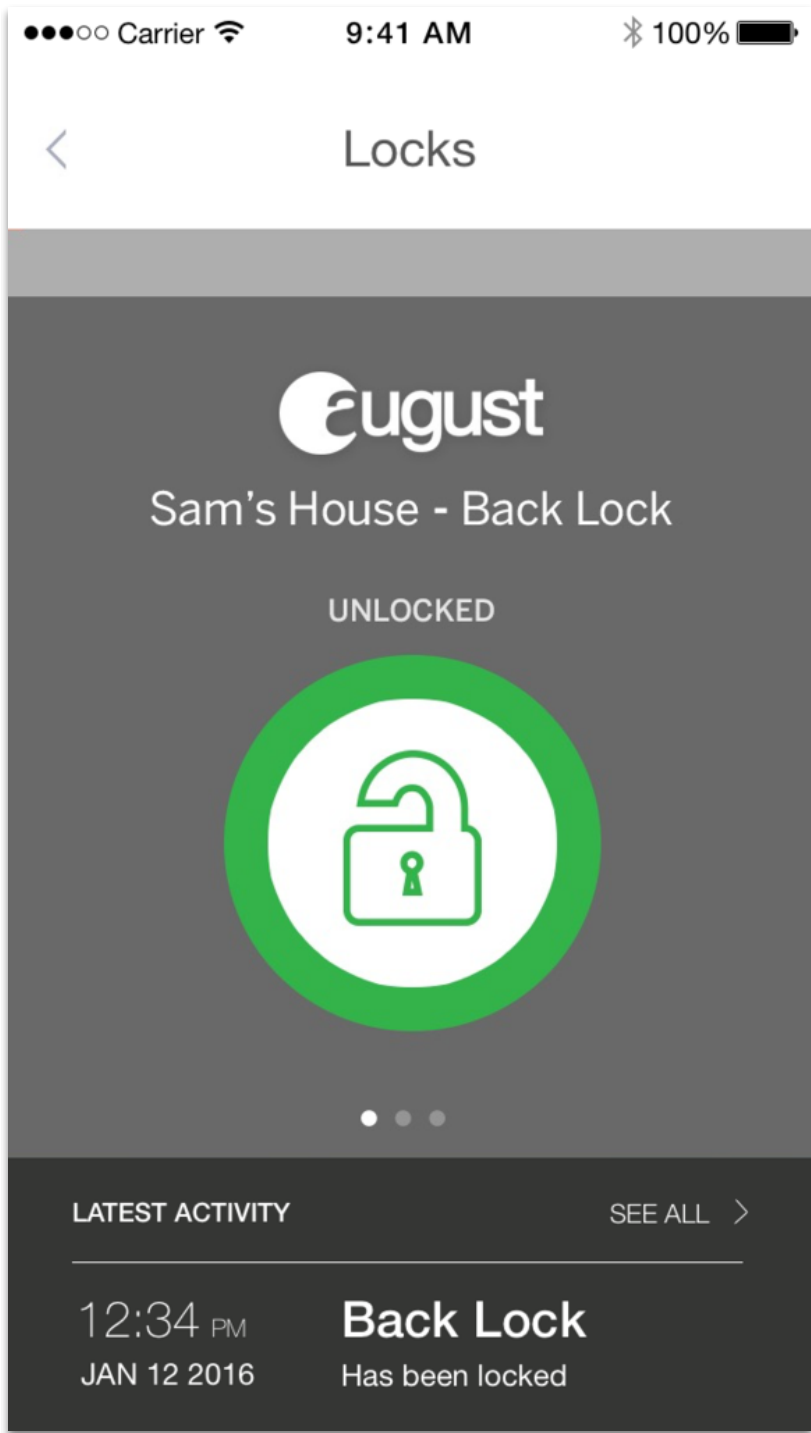 Carrier 9:41 AM 100%
Locks
august
Sam's House - Back Lock
UNLOCKED
LATEST ACTIVITY SEE ALL
12:34 PM Back Lock
JAN 12 2016 Has been locked